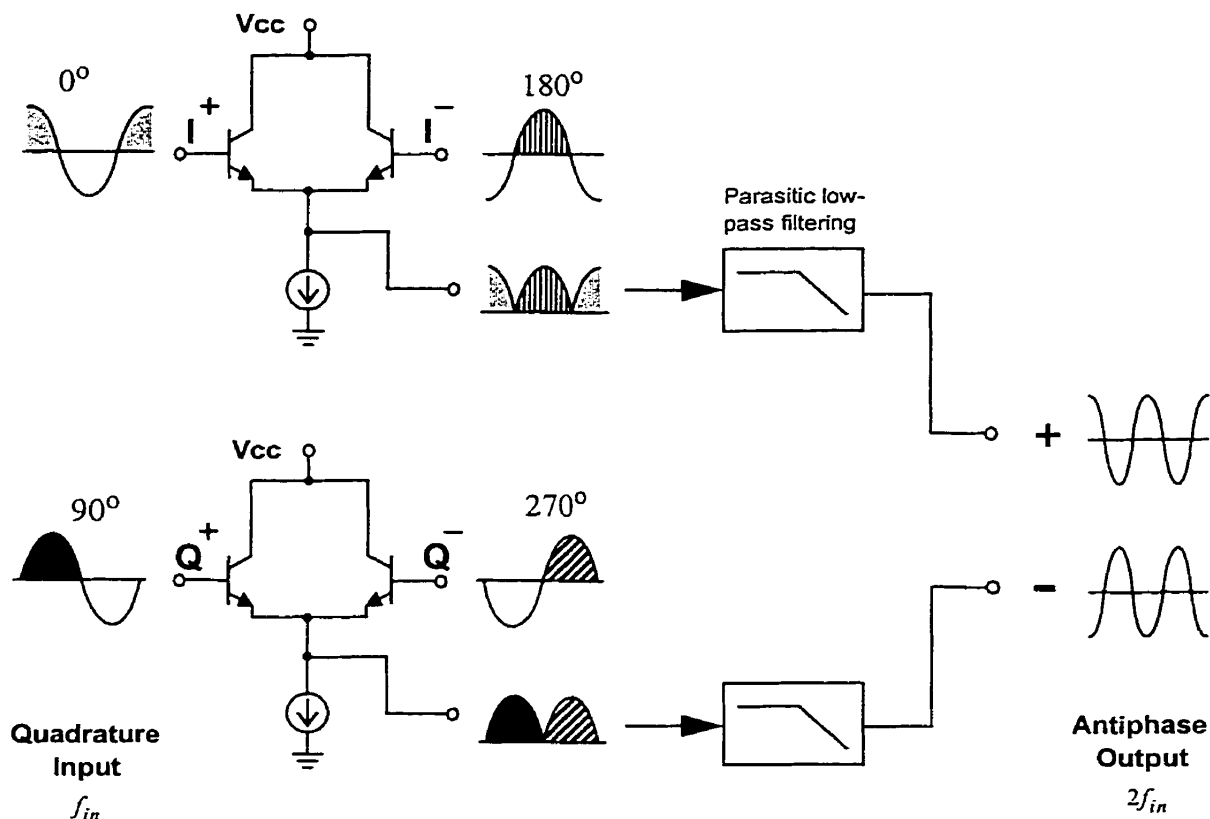 Vcc
0°
I+
I−
180°
Parasitic low-
pass filtering
+
Vcc
90°
Q+
Q−
270°
-
Quadrature
Input
fin
Antiphase
Output
2fin